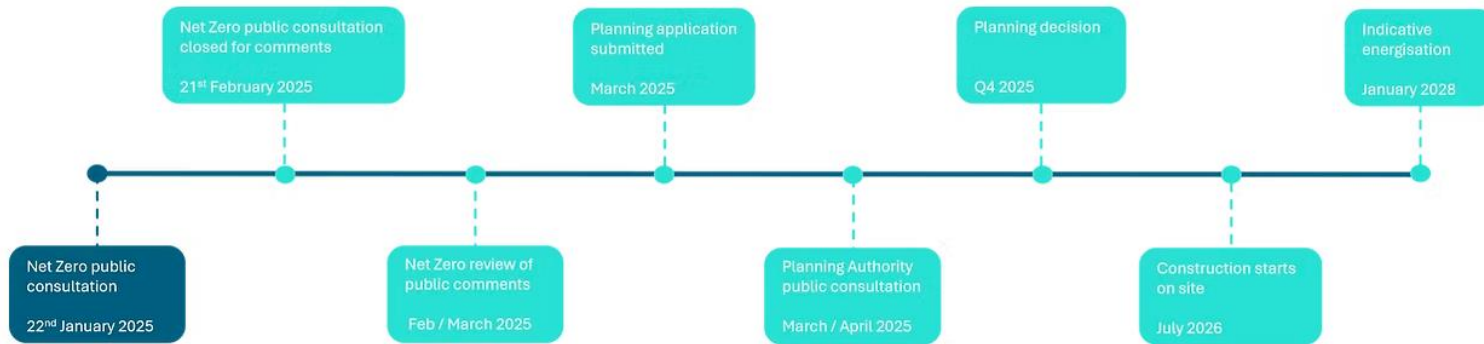 Net Zero public
consultation
22nd January 2025
Net Zero public consultation
closed for comments
21st February 2025
Net Zero review of
public comments
Feb / March 2025
Planning application
submitted
March 2025
Planning Authority
public consultation
March / April 2025
Planning decision
Q4 2025
Construction starts
on site
July 2026
Indicative
energisation
January 2028